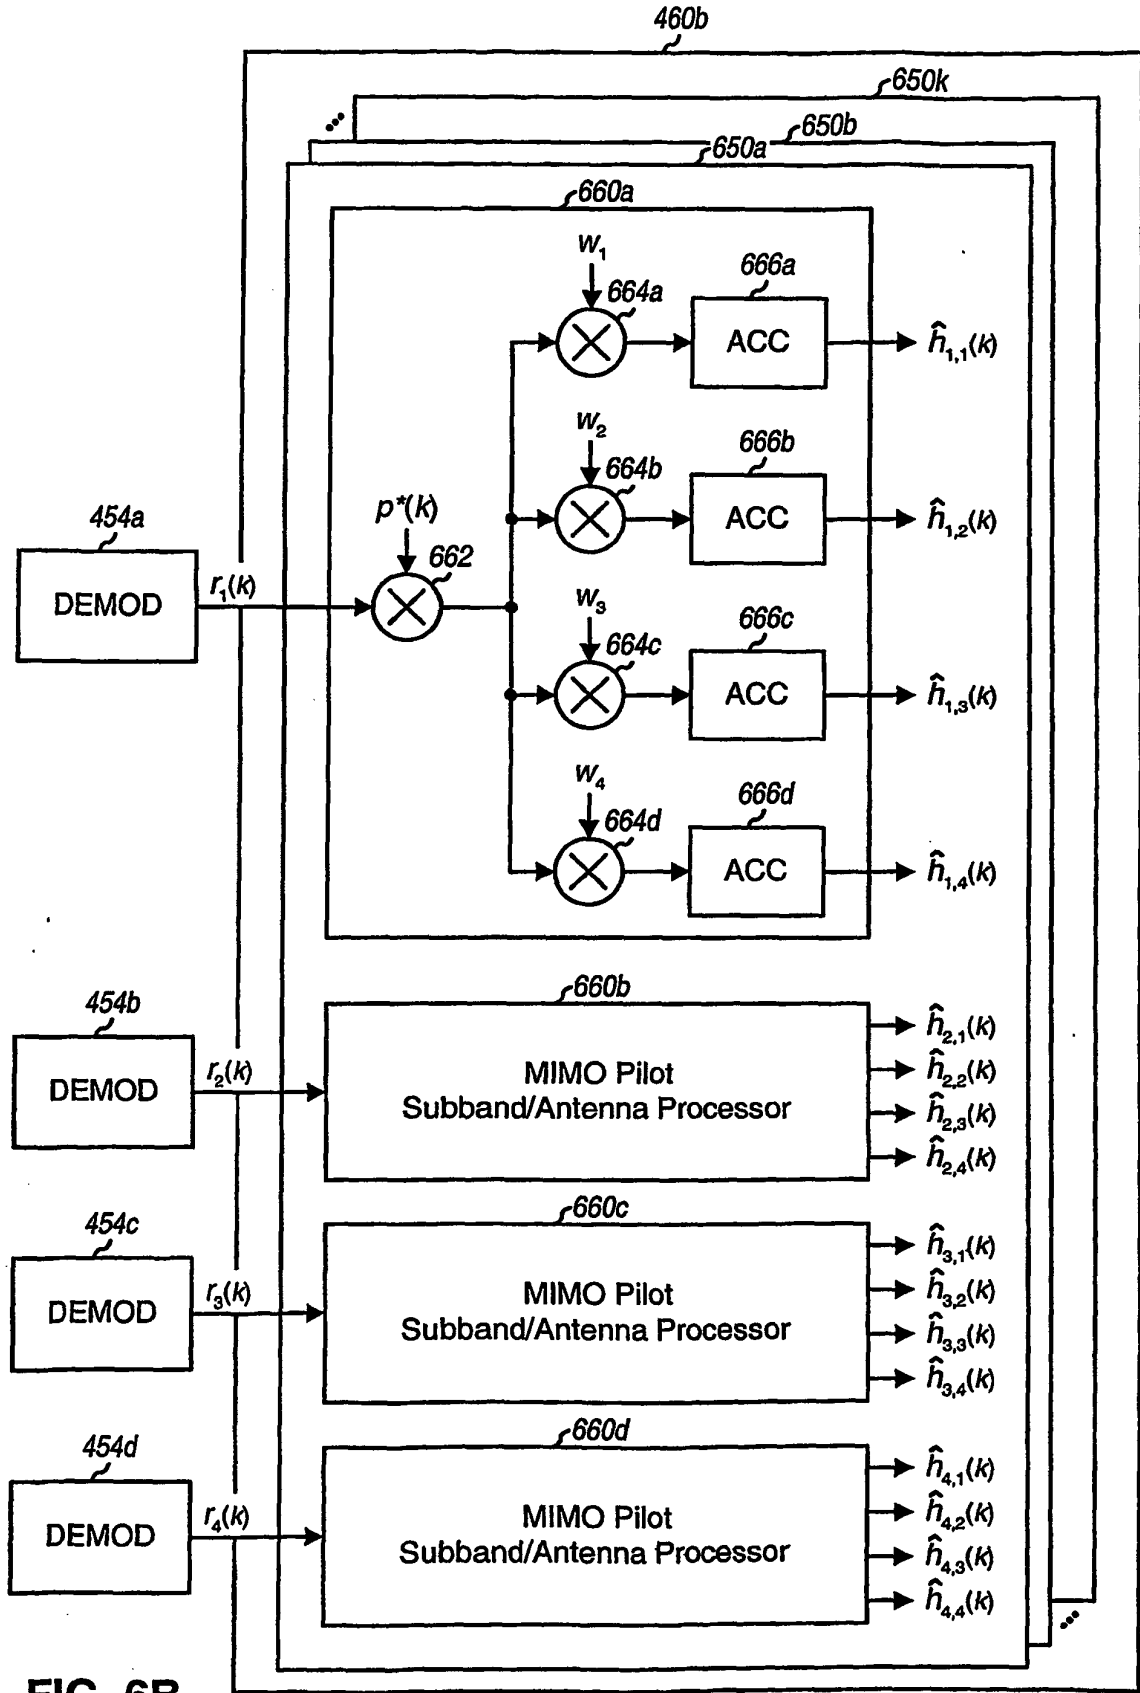 460b
650k
650b
650a
660a
w₁
664a
666a
ACC
ĥ₁,₁(k)
w₂
664b
666b
ACC
ĥ₁,₂(k)
454a
DEMOD
r₁(k)
p*(k)
662
w₃
664c
666c
ACC
ĥ₁,₃(k)
w₄
664d
666d
ACC
ĥ₁,₄(k)
454b
DEMOD
r₂(k)
660b
MIMO Pilot
Subband/Antenna Processor
ĥ₂,₁(k)
ĥ₂,₂(k)
ĥ₂,₃(k)
ĥ₂,₄(k)
454c
DEMOD
r₃(k)
660c
MIMO Pilot
Subband/Antenna Processor
ĥ₃,₁(k)
ĥ₃,₂(k)
ĥ₃,₃(k)
ĥ₃,₄(k)
454d
DEMOD
r₄(k)
660d
MIMO Pilot
Subband/Antenna Processor
ĥ₄,₁(k)
ĥ₄,₂(k)
ĥ₄,₃(k)
ĥ₄,₄(k)
FIG. 6B